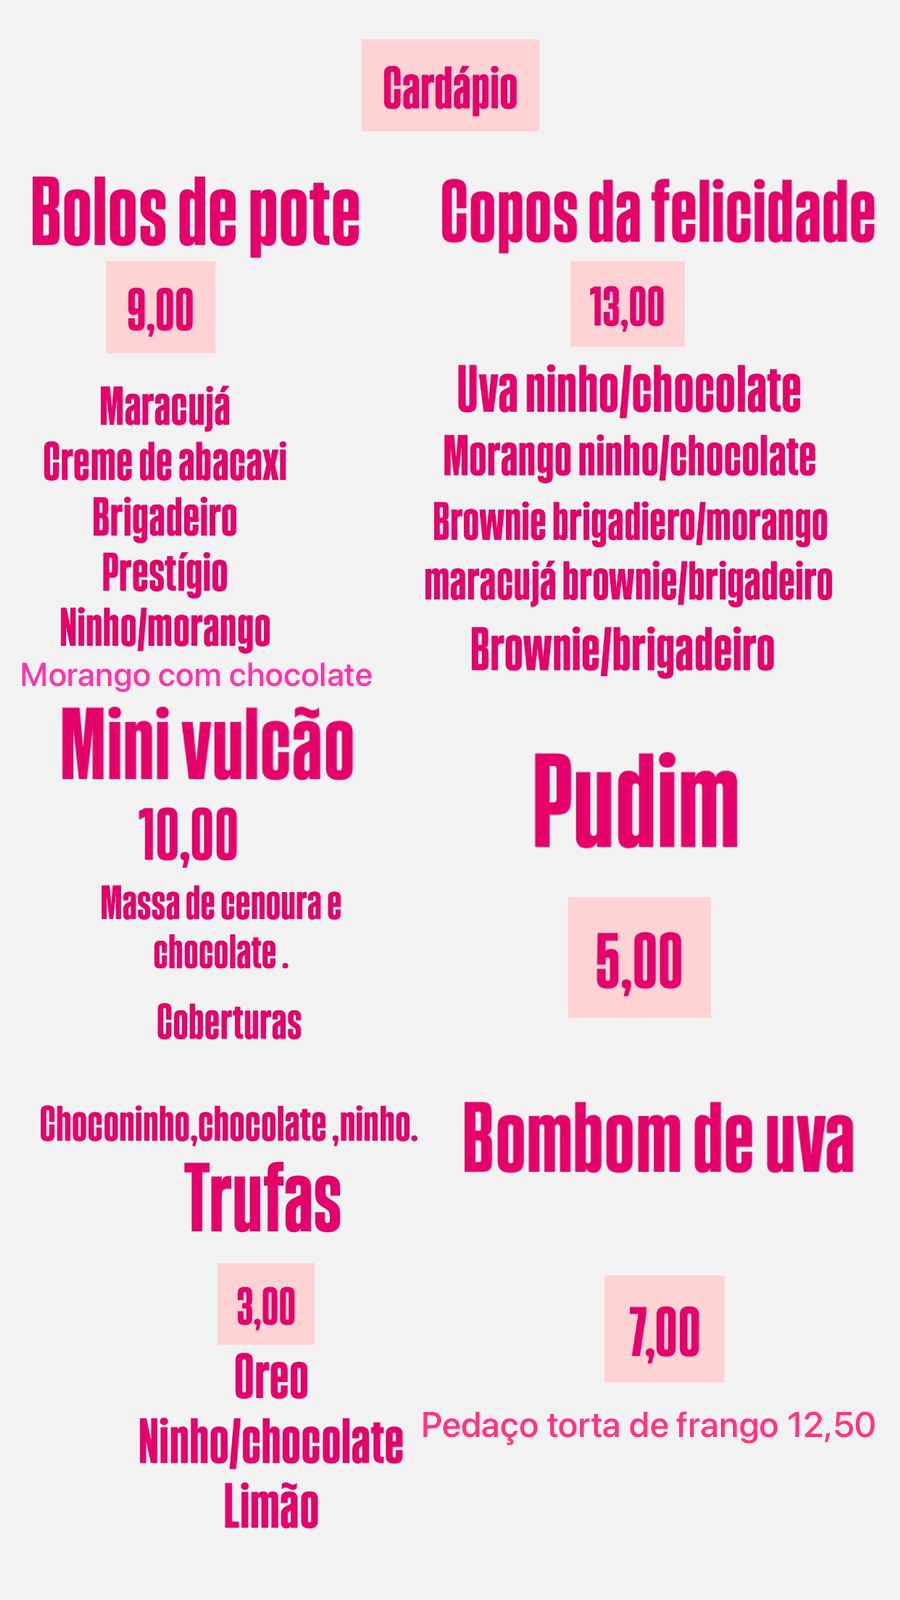 Cardápio
Bolos de pote
9,00
Maracujá
Creme de abacaxi
Brigadeiro
Prestígio
Ninho/morango
Morango com chocolate
Mini vulcão
10,00
Massa de cenoura e
chocolate .
Coberturas
Choconinho,chocolate ,ninho.
Trufas
3,00
Oreo
Ninho/chocolate
Limão
Copos da felicidade
13,00
Uva ninho/chocolate
Morango ninho/chocolate
Brownie brigadiero/morango
maracujá brownie/brigadeiro
Brownie/brigadeiro
Pudim
5,00
Bombom de uva
7,00
Pedaço torta de frango 12,50